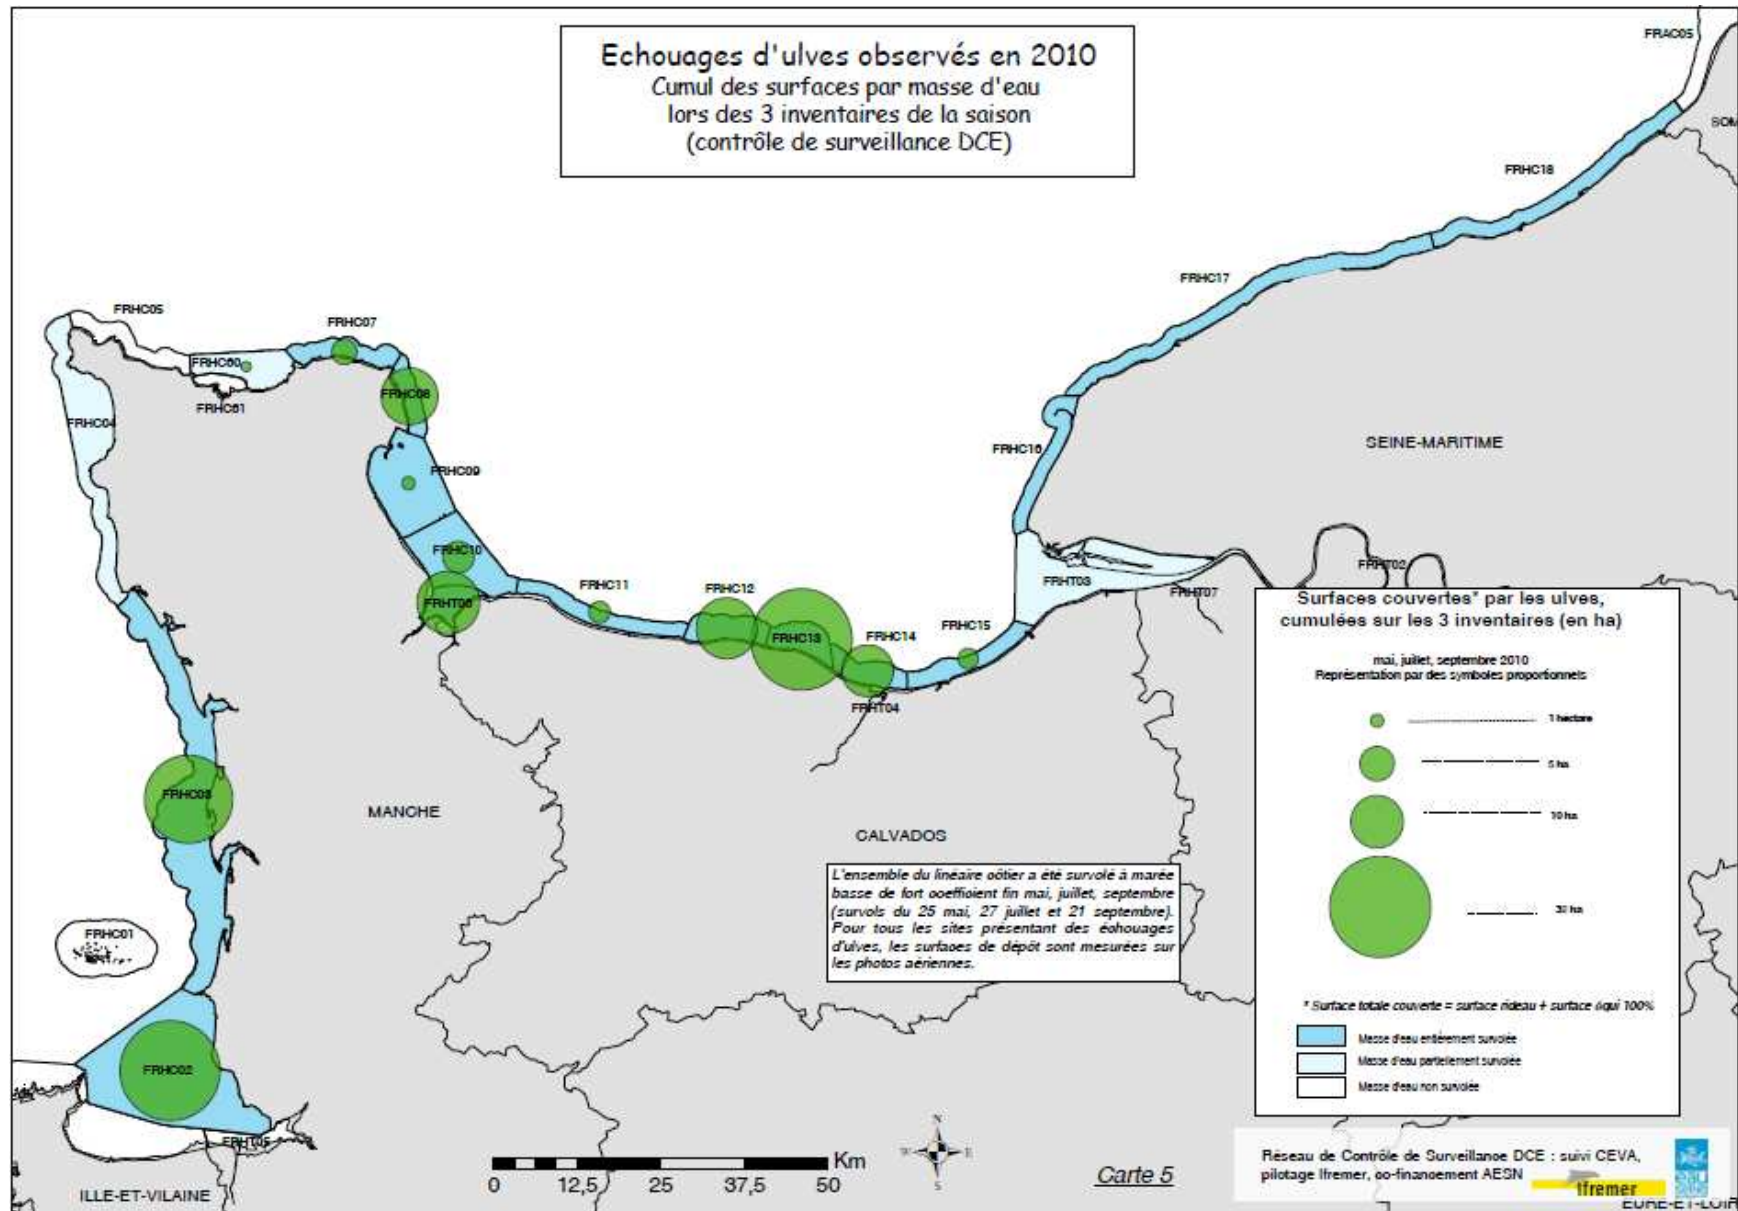 Echouages d'ulves observés en 2010
Cumul des surfaces par masse d'eau
lors des 3 inventaires de la saison
(contrôle de surveillance DCE)
FRAC05
SOM
FRHC18
FRHC17
FRHC05
FRHC07
FRHC60
FRHC61
FRHC08
FRHC04
FRHC09
FRHC16
SEINE-MARITIME
FRHC10
FRHT06
FRHC11
FRHC12
FRHC13
FRHC14
FRHC15
FRHT03
FRHT07
FRHT02
FRHT04
FRHC03
MANCHE
CALVADOS
FRHC01
FRHC02
FRHT05
ILLE-ET-VILAINE
L'ensemble du linéaire côtier a été survolé à marée
basse de fort coefficient fin mai, juillet, septembre
(survols du 25 mai, 27 juillet et 21 septembre).
Pour tous les sites présentant des échouages
d'ulves, les surfaces de dépôt sont mesurées sur
les photos aériennes.
Surfaces couvertes* par les ulves,
cumulées sur les 3 inventaires (en ha)
mai, juillet, septembre 2010
Représentation par des symboles proportionnels
1 hectare
5 ha
10 ha
* Surface totale couverte = surface rideau + surface équi 100%
Masse d'eau entièrement survolée
Masse d'eau partiellement survolée
Masse d'eau non survolée
Km
0 12,5 25 37,5 50
N
W E
S
Carte 5
Réseau de Contrôle de Surveillance DCE : suivi CEVA,
pilotage Ifremer, co-financement AESN
Ifremer
EURE-ET-LOIR